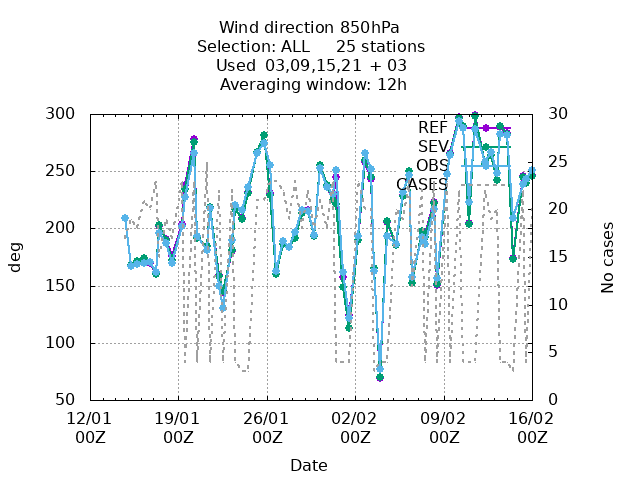 Wind direction 850hPa
Selection: ALL 25 stations
Used 03,09,15,21 + 03
Averaging window: 12h
300
250
200
150
100
50
30
25
20
15
10
5
0
REF
SEV
OBS
CASES
deg
No cases
12/01 00Z
19/01 00Z
26/01 00Z
02/02 00Z
09/02 00Z
16/02 00Z
Date